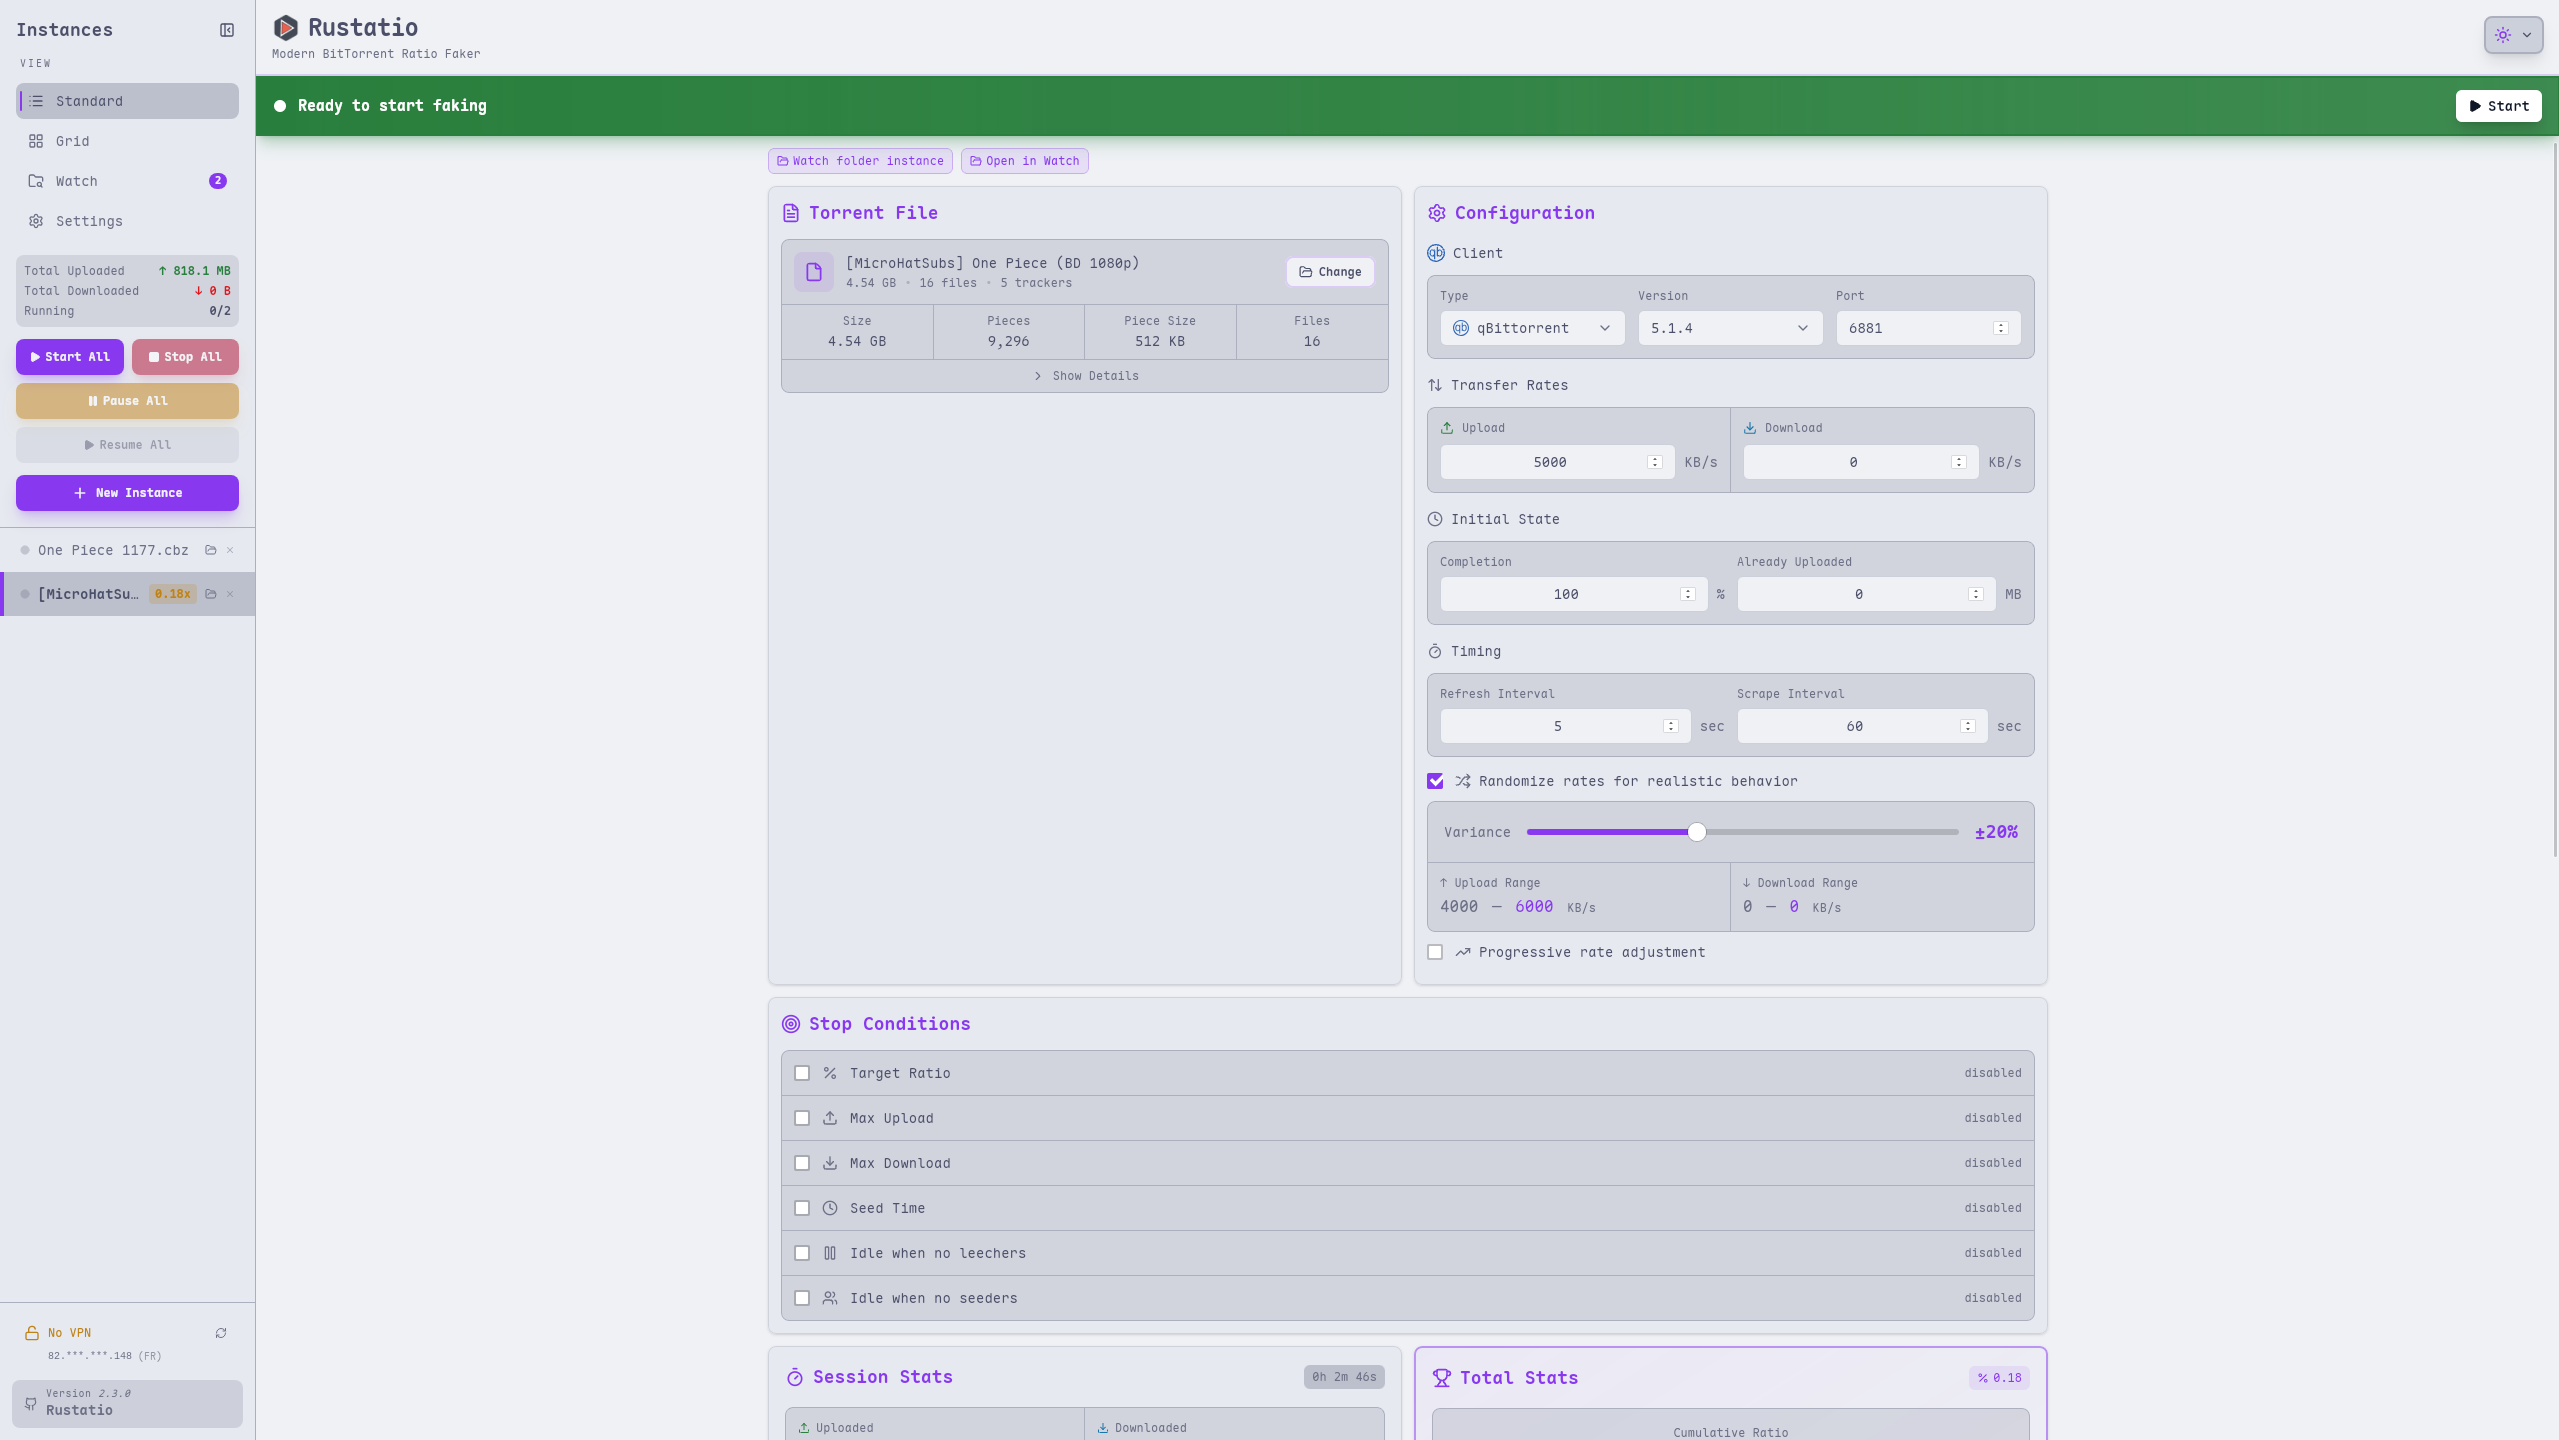 Instances
VIEW
Standard
Grid
Watch 2
Settings
Total Uploaded ↑ 818.1 MB
Total Downloaded ↓ 0 B
Running 0/2
Start All Stop All
Pause All
Resume All
New Instance
One Piece 1177.cbz
[MicroHatSu… 0.18x
No VPN
82.***.***.148 (FR)
Version 2.3.0
Rustatio
Rustatio
Modern BitTorrent Ratio Faker
Ready to start faking Start
Watch folder instance Open in Watch
Torrent File
[MicroHatSubs] One Piece (BD 1080p)
4.54 GB • 16 files • 5 trackers
Change
Size Pieces Piece Size Files
4.54 GB 9,296 512 KB 16
Show Details
Configuration
qb Client
Type Version Port
qb qBittorrent 5.1.4 6881
Transfer Rates
Upload Download
5000 KB/s 0 KB/s
Initial State
Completion Already Uploaded
100 % 0 MB
Timing
Refresh Interval Scrape Interval
5 sec 60 sec
Randomize rates for realistic behavior
Variance ±20%
↑ Upload Range ↓ Download Range
4000 — 6000 KB/s 0 — 0 KB/s
Progressive rate adjustment
Stop Conditions
Target Ratio disabled
Max Upload disabled
Max Download disabled
Seed Time disabled
Idle when no leechers disabled
Idle when no seeders disabled
Session Stats 0h 2m 46s
Uploaded Downloaded
Total Stats % 0.18
Cumulative Ratio